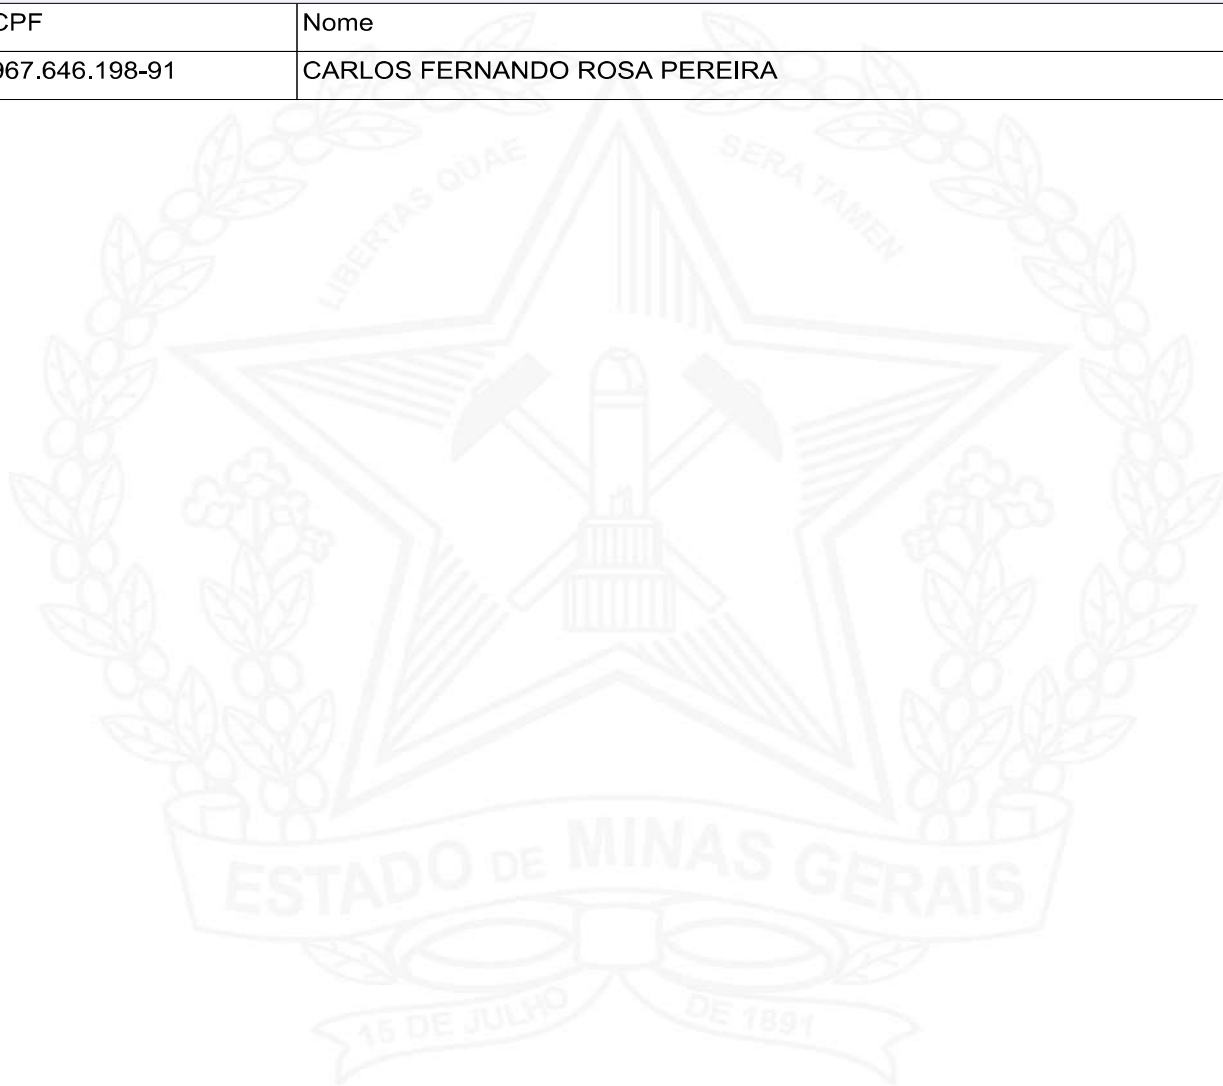 CPF Nome
967.646.198-91 CARLOS FERNANDO ROSA PEREIRA
LIBERTAS QUAE SERA TAMEN
ESTADO DE MINAS GERAIS
15 DE JULHO DE 1891